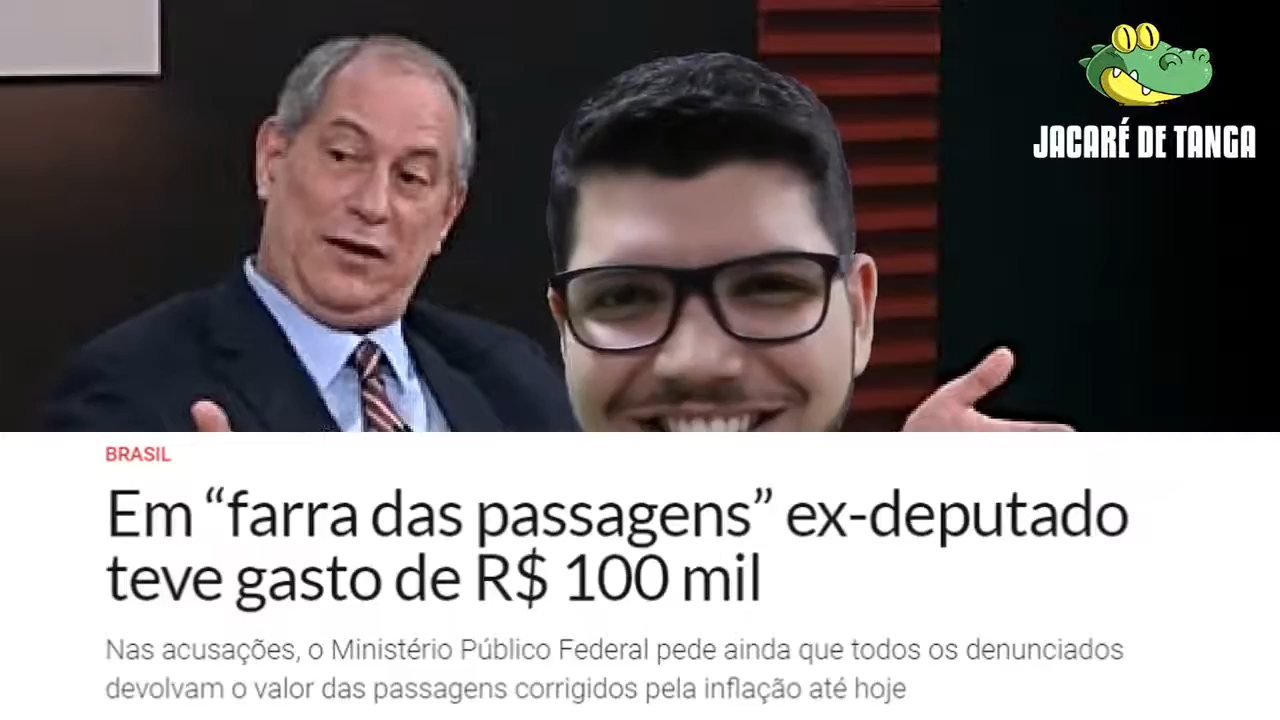 JACARÉ DE TANGA
BRASIL
Em “farra das passagens” ex-deputado
teve gasto de R$ 100 mil
Nas acusações, o Ministério Público Federal pede ainda que todos os denunciados
devolvam o valor das passagens corrigidos pela inflação até hoje